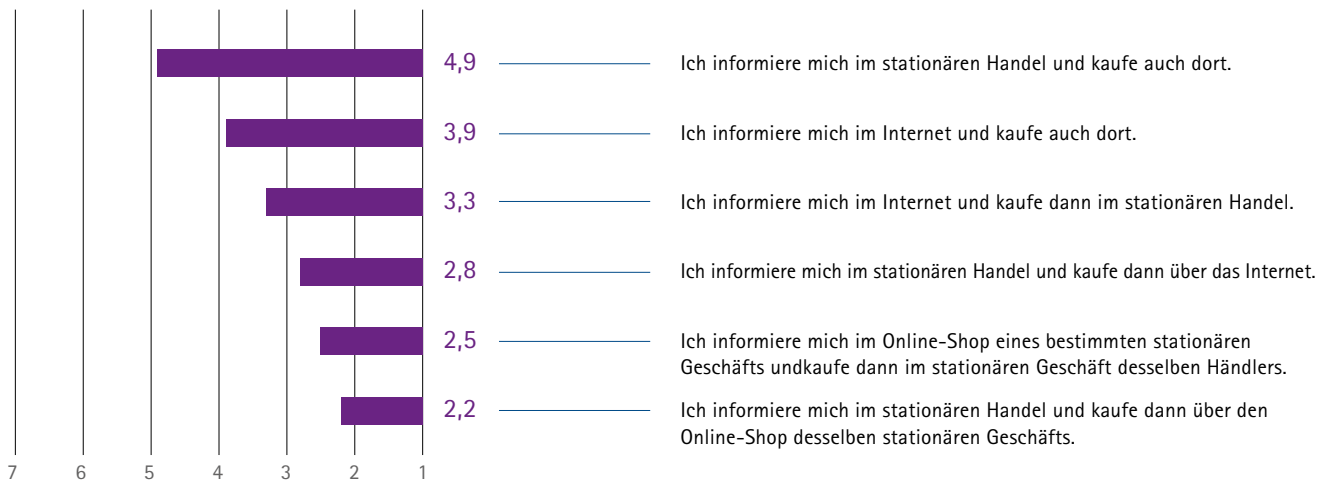 4,9 Ich informiere mich im stationären Handel und kaufe auch dort.
3,9 Ich informiere mich im Internet und kaufe auch dort.
3,3 Ich informiere mich im Internet und kaufe dann im stationären Handel.
2,8 Ich informiere mich im stationären Handel und kaufe dann über das Internet.
2,5 Ich informiere mich im Online-Shop eines bestimmten stationären
Geschäfts undkaufe dann im stationären Geschäft desselben Händlers.
2,2 Ich informiere mich im stationären Handel und kaufe dann über den
Online-Shop desselben stationären Geschäfts.
7 6 5 4 3 2 1